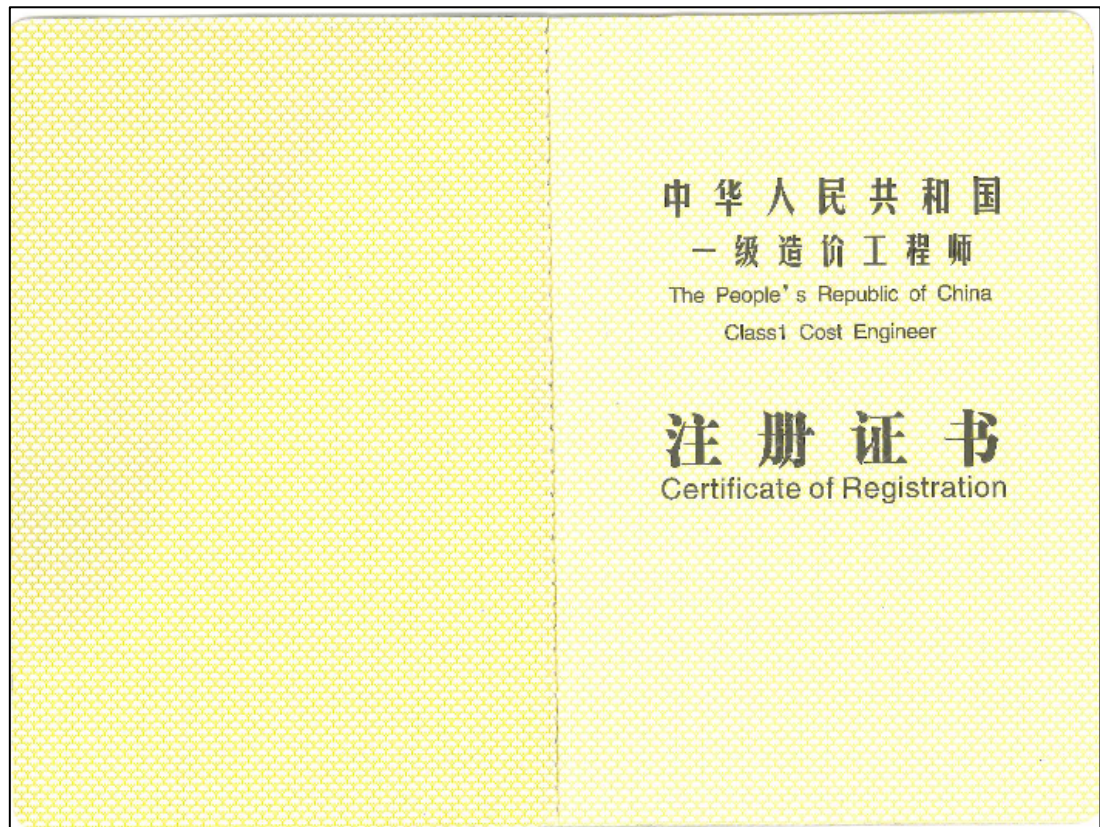 中华人民共和国
一级造价工程师
The People's Republic of China
Class1 Cost Engineer
注册证书
Certificate of Registration